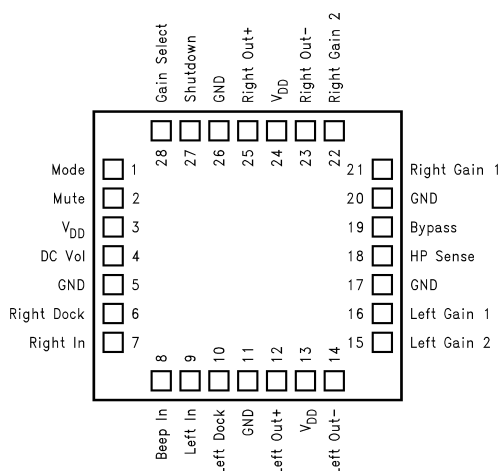 Gain Select
Shutdown
GND
Right Out+
VDD
Right Out-
Right Gain 2
28
27
26
25
24
23
22
Mode 1
Mute 2
VDD 3
DC Vol 4
GND 5
Right Dock 6
Right In 7
21 Right Gain 1
20 GND
19 Bypass
18 HP Sense
17 GND
16 Left Gain 1
15 Left Gain 2
8
9
10
11
12
13
14
Beep In
Left In
Left Dock
GND
Left Out+
VDD
Left Out-